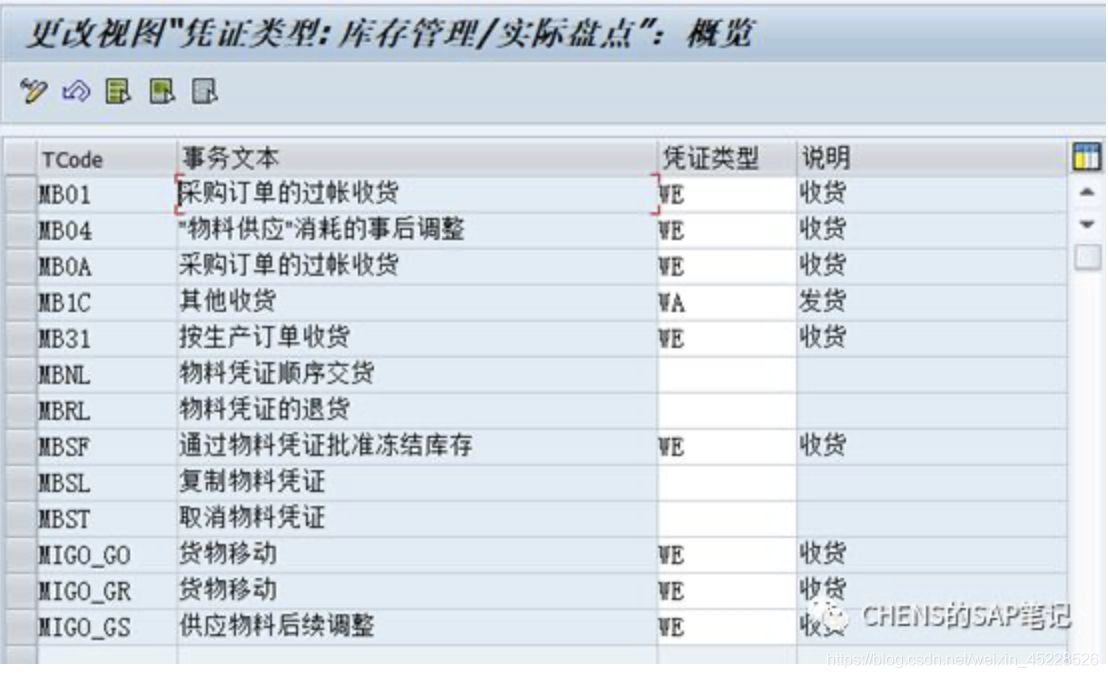 更改视图“凭证类型: 库存管理/实际盘点”: 概览
TCode 事务文本 凭证类型 说明
MB01 采购订单的过帐收货 WE 收货
MB04 "物料供应"消耗的事后调整 WE 收货
MB0A 采购订单的过帐收货 WE 收货
MB1C 其他收货 WA 发货
MB31 按生产订单收货 WE 收货
MBNL 物料凭证顺序交货
MBRL 物料凭证的退货
MBSF 通过物料凭证批准冻结库存 WE 收货
MBSL 复制物料凭证
MBST 取消物料凭证
MIGO_GO 货物移动 WE 收货
MIGO_GR 货物移动 WE 收货
MIGO_GS 供应物料后续调整 WE 收货
CHENS的SAP笔记
https://blog.csdn.net/weixin_45228526